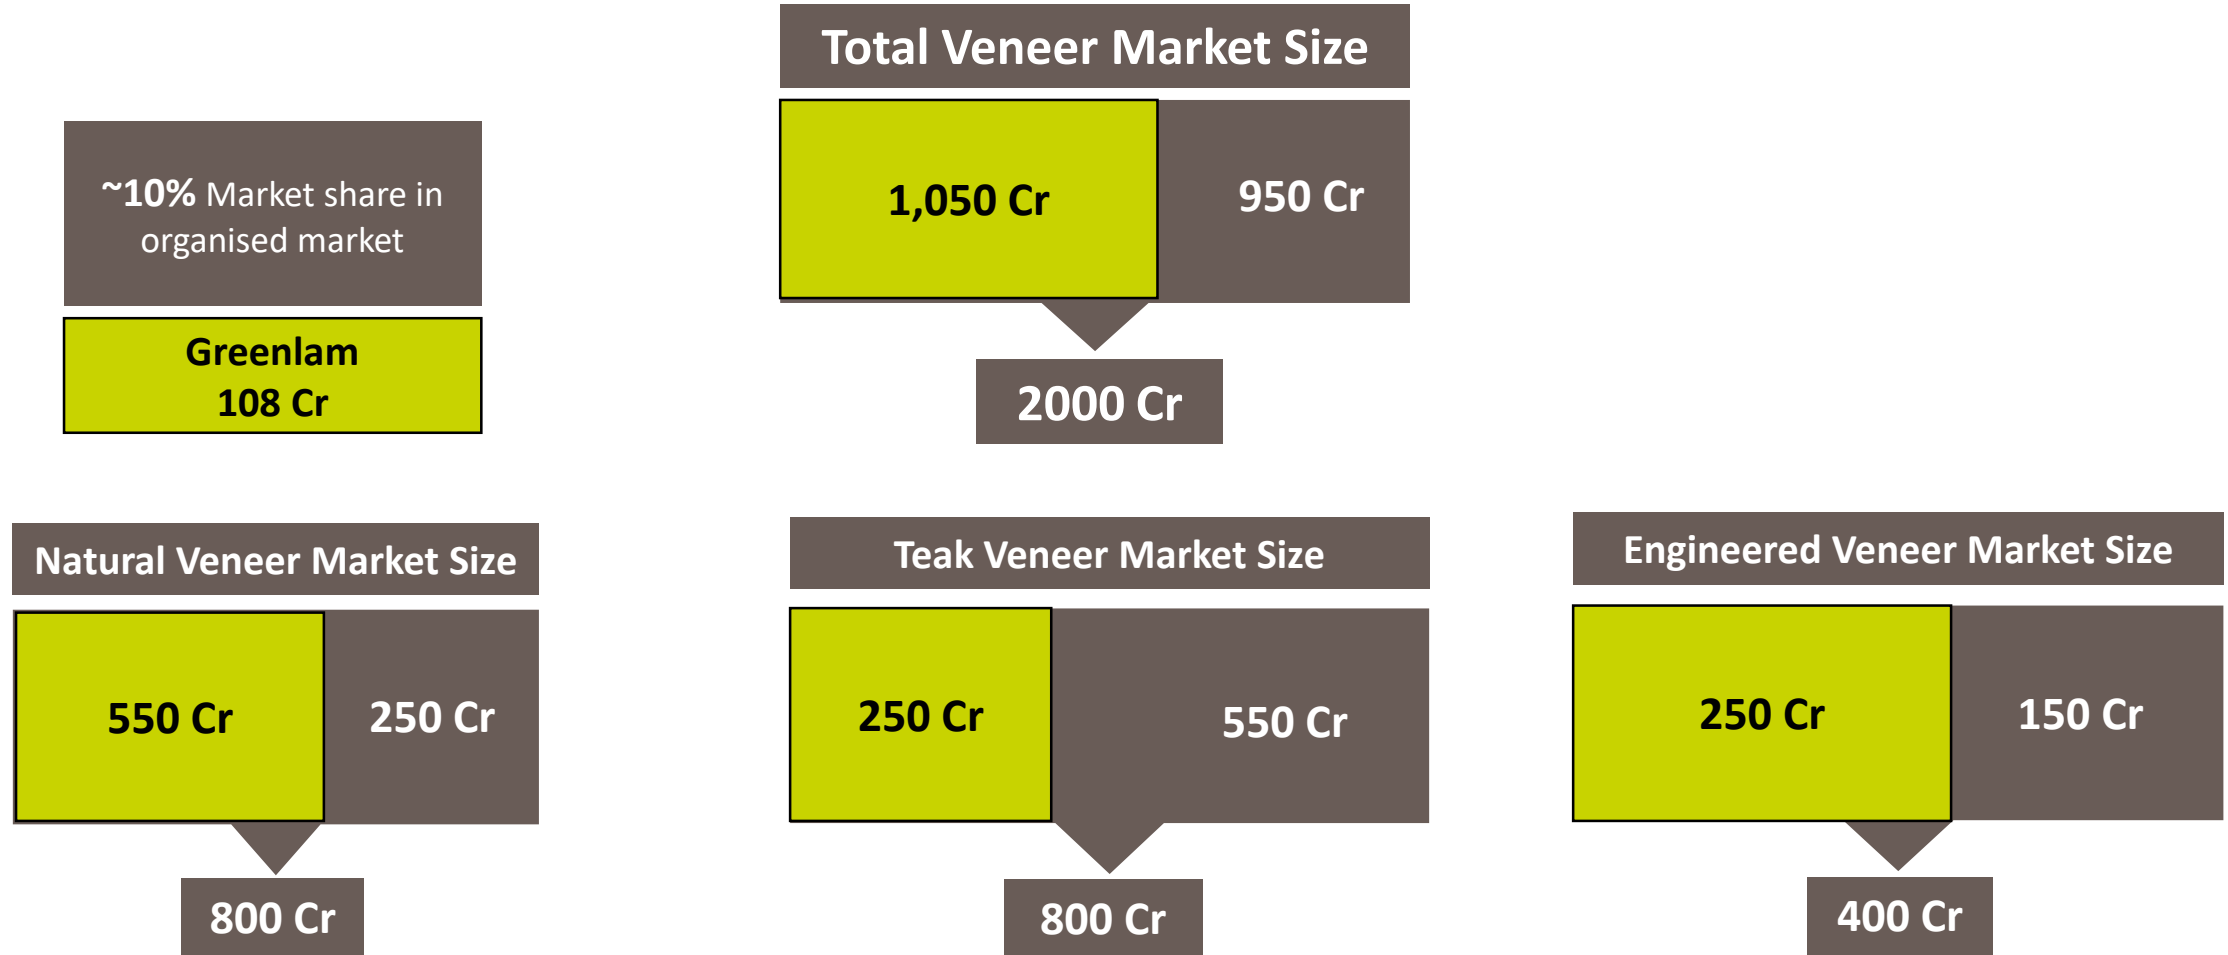 Total Veneer Market Size
1,050 Cr
950 Cr
2000 Cr
~10% Market share in
organised market
Greenlam
108 Cr
Natural Veneer Market Size
550 Cr
250 Cr
800 Cr
Teak Veneer Market Size
250 Cr
550 Cr
800 Cr
Engineered Veneer Market Size
250 Cr
150 Cr
400 Cr